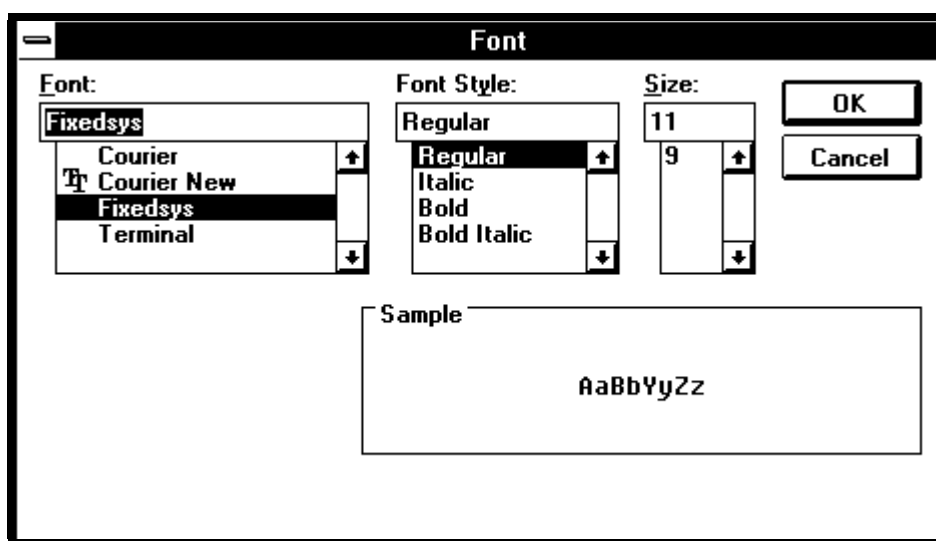 Font
Font:
Fixedsys
Courier
Courier New
Fixedsys
Terminal
Font Style:
Regular
Regular
Italic
Bold
Bold Italic
Size:
11
9
OK
Cancel
Sample
AaBbYyZz